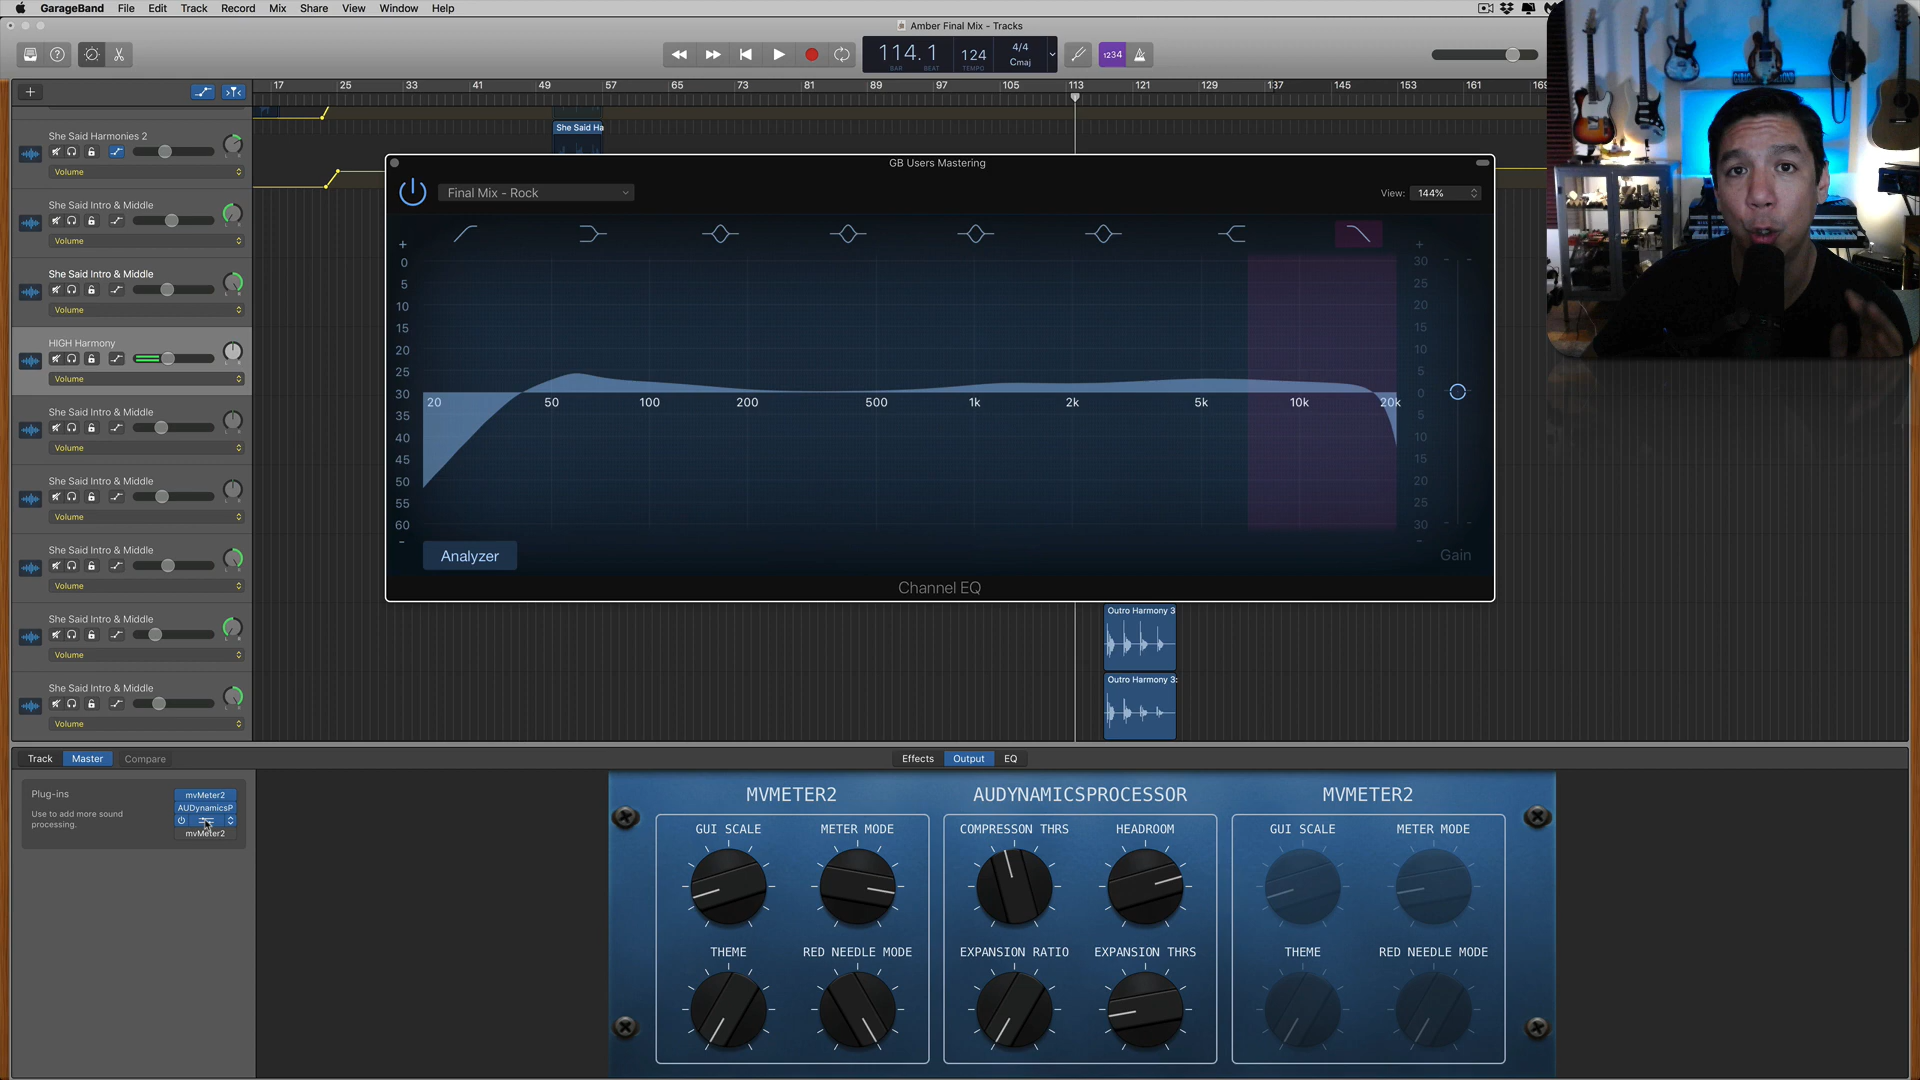 GarageBand File Edit Track Record Mix Share View Window Help
Amber Final Mix - Tracks
114.1 124 4/4 Cmaj
BAR BEAT TEMPO
1234
17 25 33 41 49 57 65 73 81 89 97 105 113 121 129 137 145 153 161 169
She Said Harmonies 2
Volume
She Said Ha
She Said Intro & Middle
Volume
She Said Intro & Middle
Volume
HIGH Harmony
Volume
She Said Intro & Middle
Volume
She Said Intro & Middle
Volume
She Said Intro & Middle
Volume
She Said Intro & Middle
Volume
She Said Intro & Middle
Volume
GB Users Mastering
Final Mix - Rock
View: 144%
+
0
5
10
15
20
25
30
35
40
45
50
55
60
-
20 50 100 200 500 1k 2k 5k 10k 20k
+
30
25
20
15
10
5
0
5
10
15
20
25
30
-
Gain
Analyzer
Channel EQ
Outro Harmony 3
Outro Harmony 3:
Track Master Compare
Effects Output EQ
Plug-ins
Use to add more sound
processing.
mvMeter2
AUDynamicsP
mvMeter2
MVMETER2
GUI SCALE METER MODE
THEME RED NEEDLE MODE
AUDYNAMICSPROCESSOR
COMPRESSON THRS HEADROOM
EXPANSION RATIO EXPANSION THRS
MVMETER2
GUI SCALE METER MODE
THEME RED NEEDLE MODE